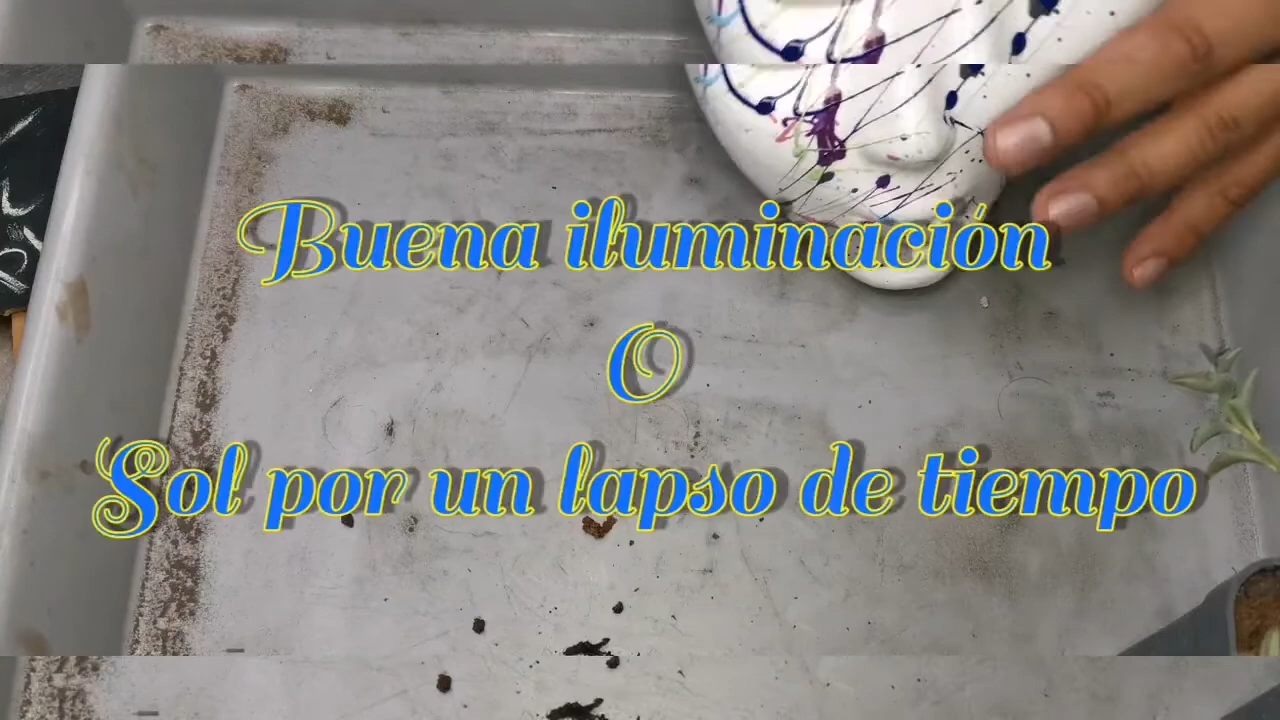 Buena iluminación
O
Sol por un lapso de tiempo